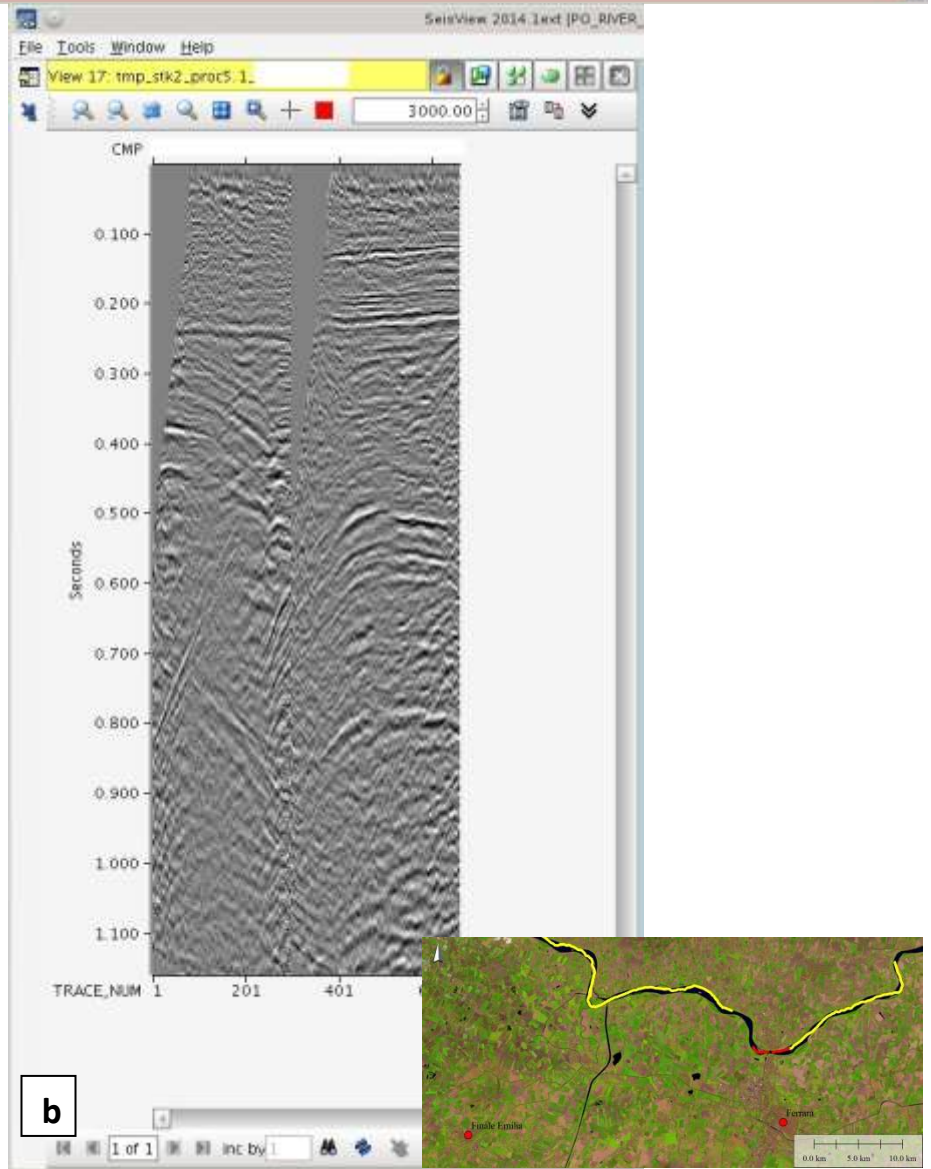 SeisView 2014.1ext [PO_RIVER_
File Tools Window Help
View 17: tmp_stk2_proc5.1_
3000.00
CMP
0.100
0.200
0.300
0.400
0.500
Seconds
0.600
0.700
0.800
0.900
1.000
1.100
TRACE_NUM 1 201 401
b
1 of 1 inc by 1
Finale Emilia
Ferrara
0.0 km 5.0 km 10.0 km